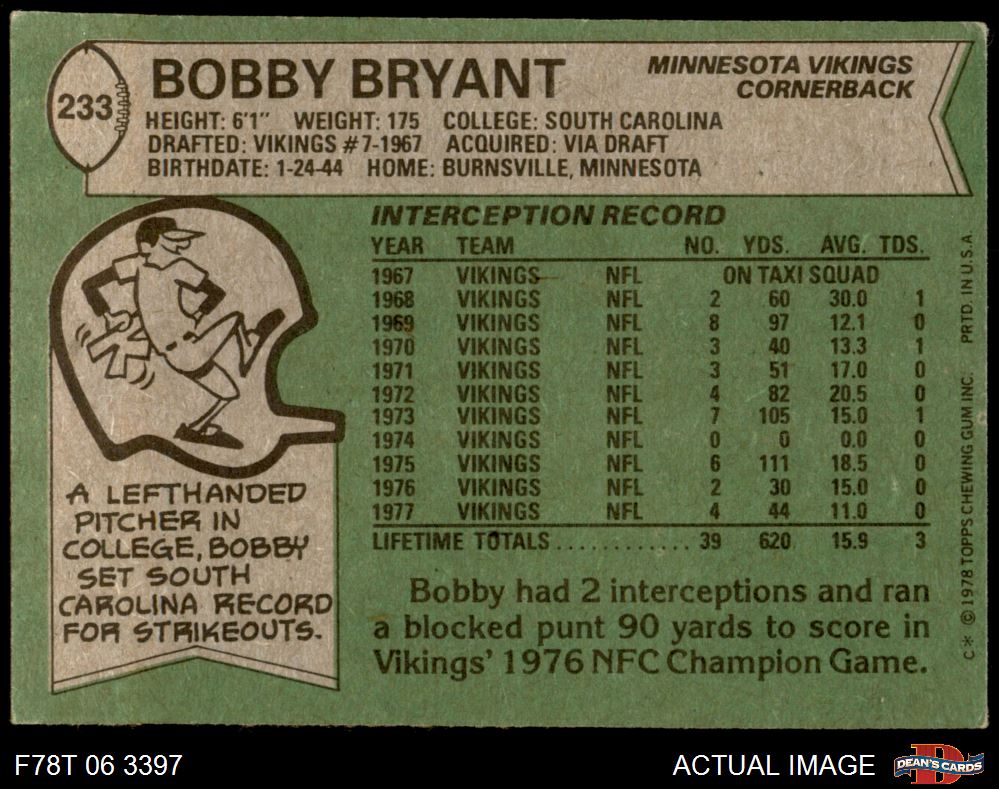 233
BOBBY BRYANT
MINNESOTA VIKINGS
CORNERBACK
HEIGHT: 6'1" WEIGHT: 175 COLLEGE: SOUTH CAROLINA
DRAFTED: VIKINGS #7-1967 ACQUIRED: VIA DRAFT
BIRTHDATE: 1-24-44 HOME: BURNSVILLE, MINNESOTA
INTERCEPTION RECORD
YEAR TEAM NO. YDS. AVG. TDS.
1967 VIKINGS NFL ON TAXI SQUAD
1968 VIKINGS NFL 2 60 30.0 1
1969 VIKINGS NFL 8 97 12.1 0
1970 VIKINGS NFL 3 40 13.3 1
1971 VIKINGS NFL 3 51 17.0 0
1972 VIKINGS NFL 4 82 20.5 0
1973 VIKINGS NFL 7 105 15.0 1
1974 VIKINGS NFL 0 0 0.0 0
1975 VIKINGS NFL 6 111 18.5 0
1976 VIKINGS NFL 2 30 15.0 0
1977 VIKINGS NFL 4 44 11.0 0
LIFETIME TOTALS............ 39 620 15.9 3
A LEFTHANDED
PITCHER IN
COLLEGE, BOBBY
SET SOUTH
CAROLINA RECORD
FOR STRIKEOUTS.
Bobby had 2 interceptions and ran
a blocked punt 90 yards to score in
Vikings' 1976 NFC Champion Game.
C* ©1978 TOPPS CHEWING GUM INC. PRTD. IN U.S.A.
F78T 06 3397
ACTUAL IMAGE
D
DEAN'S CARDS